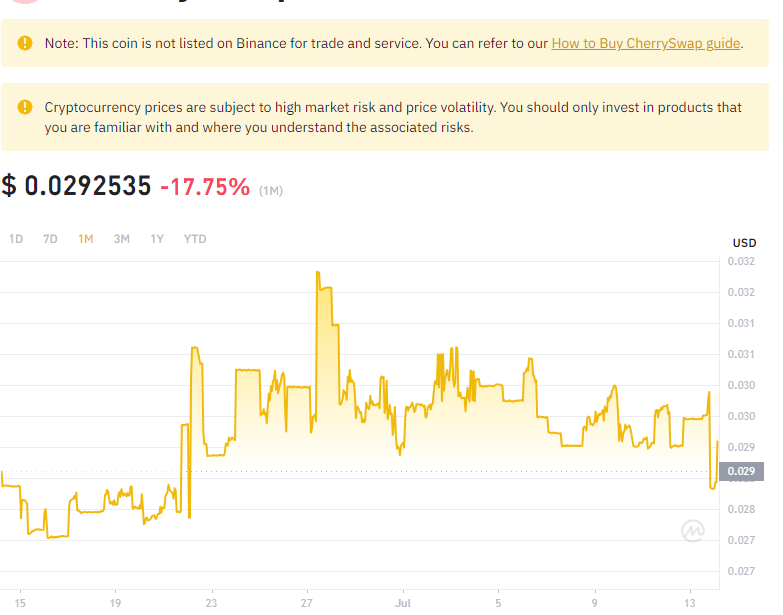 Note: This coin is not listed on Binance for trade and service. You can refer to our How to Buy CherrySwap guide.
Cryptocurrency prices are subject to high market risk and price volatility. You should only invest in products that
you are familiar with and where you understand the associated risks.
$ 0.0292535 -17.75% (1M)
1D 7D 1M 3M 1Y YTD
USD
0.032
0.032
0.031
0.031
0.030
0.030
0.029
0.029
0.028
0.027
0.027
15 19 23 27 Jul 5 9 13